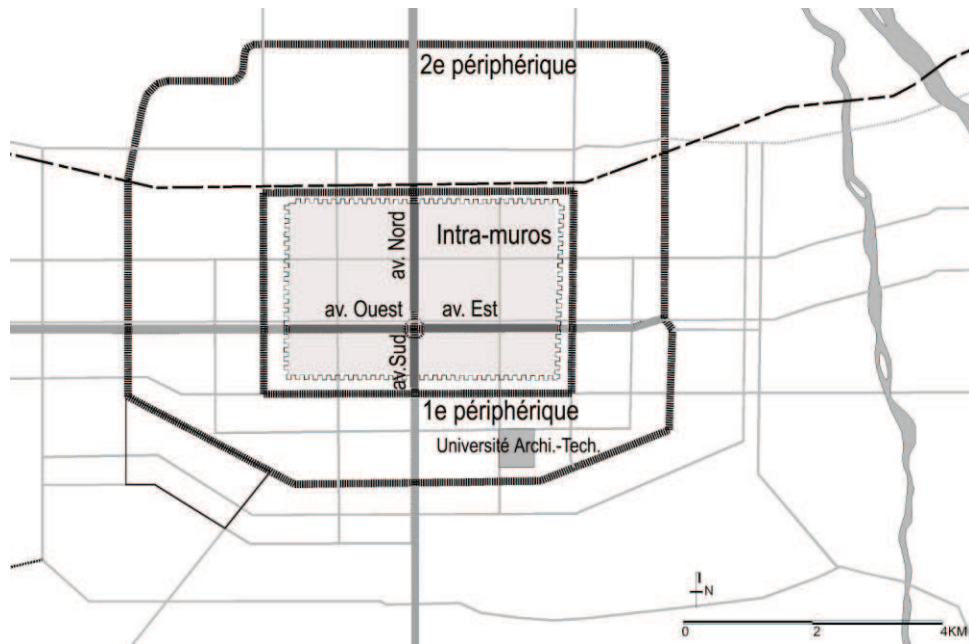 2e périphérique
av. Nord
Intra-muros
av. Ouest
av. Est
av.Sud
1e périphérique
Université Archi.-Tech.
N
0
2
4KM